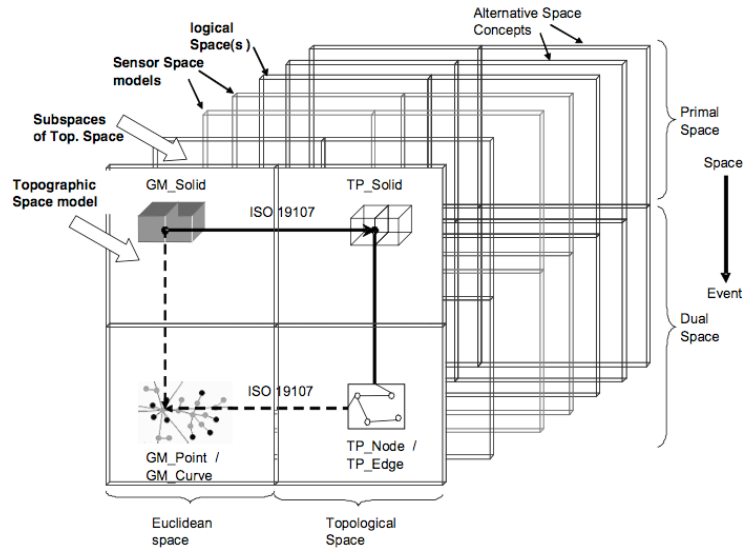 Alternative Space
Concepts
logical
Space(s )
Sensor Space
models
Subspaces
of Top. Space
Topographic
Space model
Primal
Space
Space
Event
Dual
Space
GM_Solid
TP_Solid
ISO 19107
ISO 19107
GM_Point /
GM_Curve
TP_Node /
TP_Edge
Euclidean
space
Topological
Space